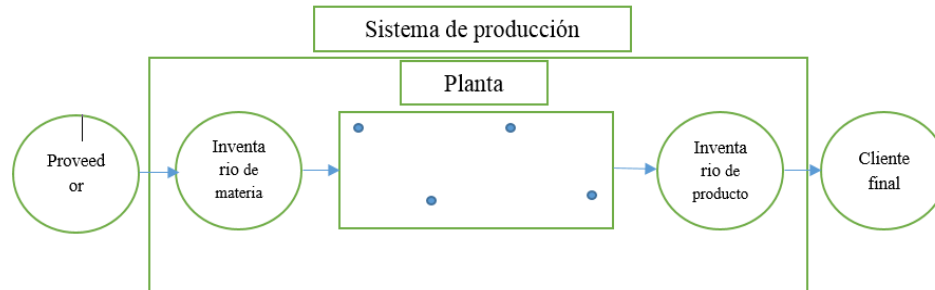 Sistema de producción
Planta
Proveed
or
Inventa
rio de
materia
Inventa
rio de
producto
Cliente
final